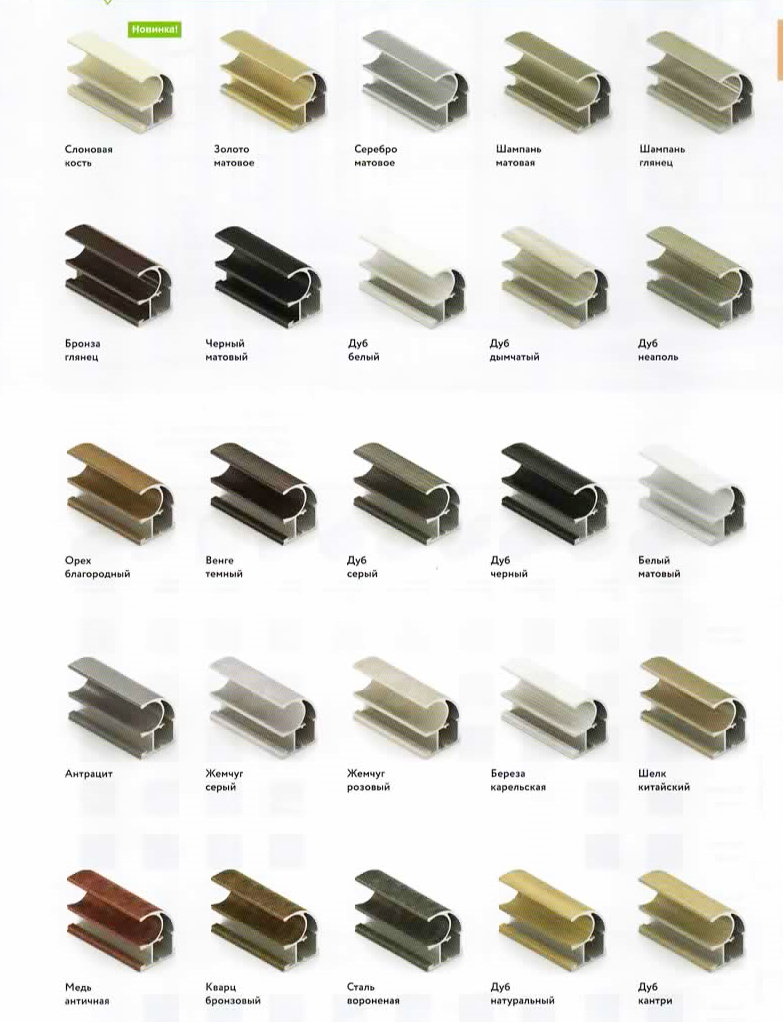 Новинка!
Слоновая
кость
Золото
матовое
Серебро
матовое
Шампань
матовая
Шампань
глянец
Бронза
глянец
Черный
матовый
Дуб
белый
Дуб
дымчатый
Дуб
неаполь
Орех
благородный
Венге
темный
Дуб
серый
Дуб
черный
Белый
матовый
Антрацит
Жемчуг
серый
Жемчуг
розовый
Береза
карельская
Шелк
китайский
Медь
античная
Кварц
бронзовый
Сталь
вороненая
Дуб
натуральный
Дуб
кантри